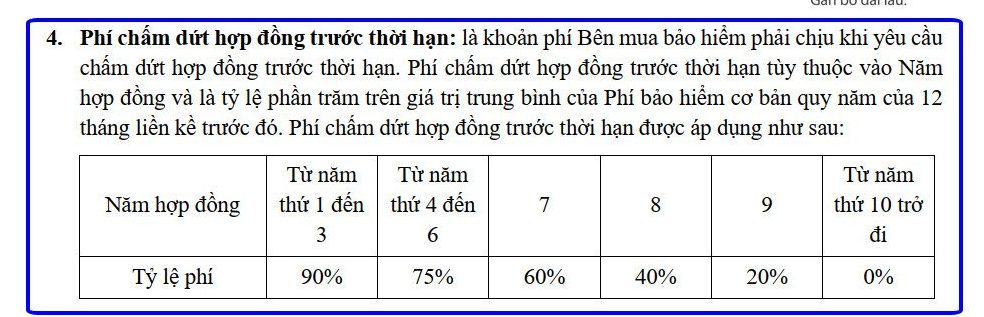 Gắn bó dài lâu.
4. Phí chấm dứt hợp đồng trước thời hạn: là khoản phí Bên mua bảo hiểm phải chịu khi yêu cầu
chấm dứt hợp đồng trước thời hạn. Phí chấm dứt hợp đồng trước thời hạn tùy thuộc vào Năm
hợp đồng và là tỷ lệ phần trăm trên giá trị trung bình của Phí bảo hiểm cơ bản quy năm của 12
tháng liền kề trước đó. Phí chấm dứt hợp đồng trước thời hạn được áp dụng như sau:
Năm hợp đồng
Từ năm
thứ 1 đến
3
Từ năm
thứ 4 đến
6
7
8
9
Từ năm
thứ 10 trở
đi
Tỷ lệ phí 90% 75% 60% 40% 20% 0%